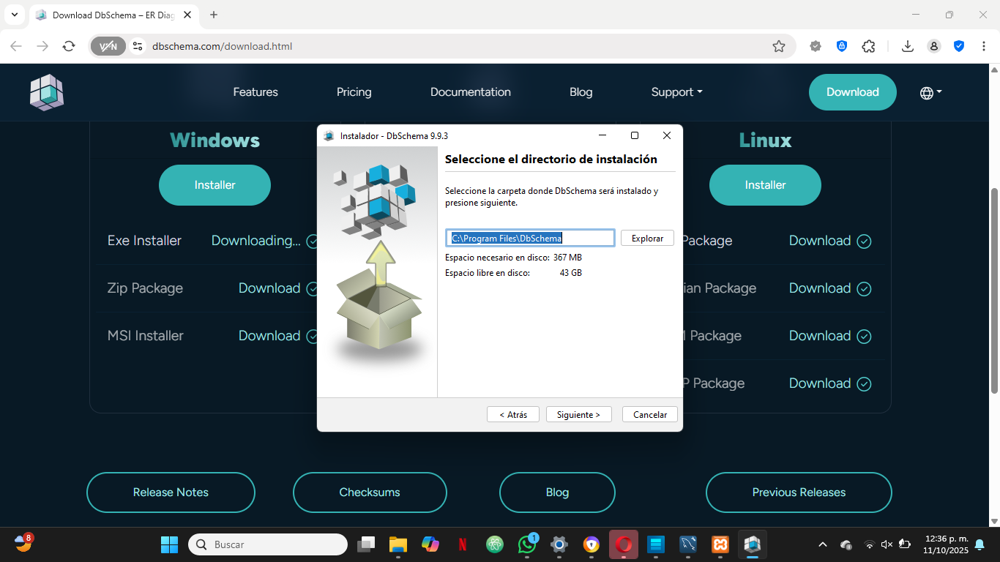 Download DbSchema – ER Diag
VPN
dbschema.com/download.html
Features
Pricing
Documentation
Blog
Support
Download
Windows
Installer
Exe Installer
Downloading...
Zip Package
Download
MSI Installer
Download
Instalador - DbSchema 9.9.3
Seleccione el directorio de instalación
Seleccione la carpeta donde DbSchema será instalado y
presione siguiente.
C:\Program Files\DbSchema
Explorar
Espacio necesario en disco: 367 MB
Espacio libre en disco: 43 GB
< Atrás
Siguiente >
Cancelar
Linux
Installer
Package
Download
ian Package
Download
Package
Download
P Package
Download
Release Notes
Checksums
Blog
Previous Releases
8
Buscar
N
1
12:36 p. m.
11/10/2025